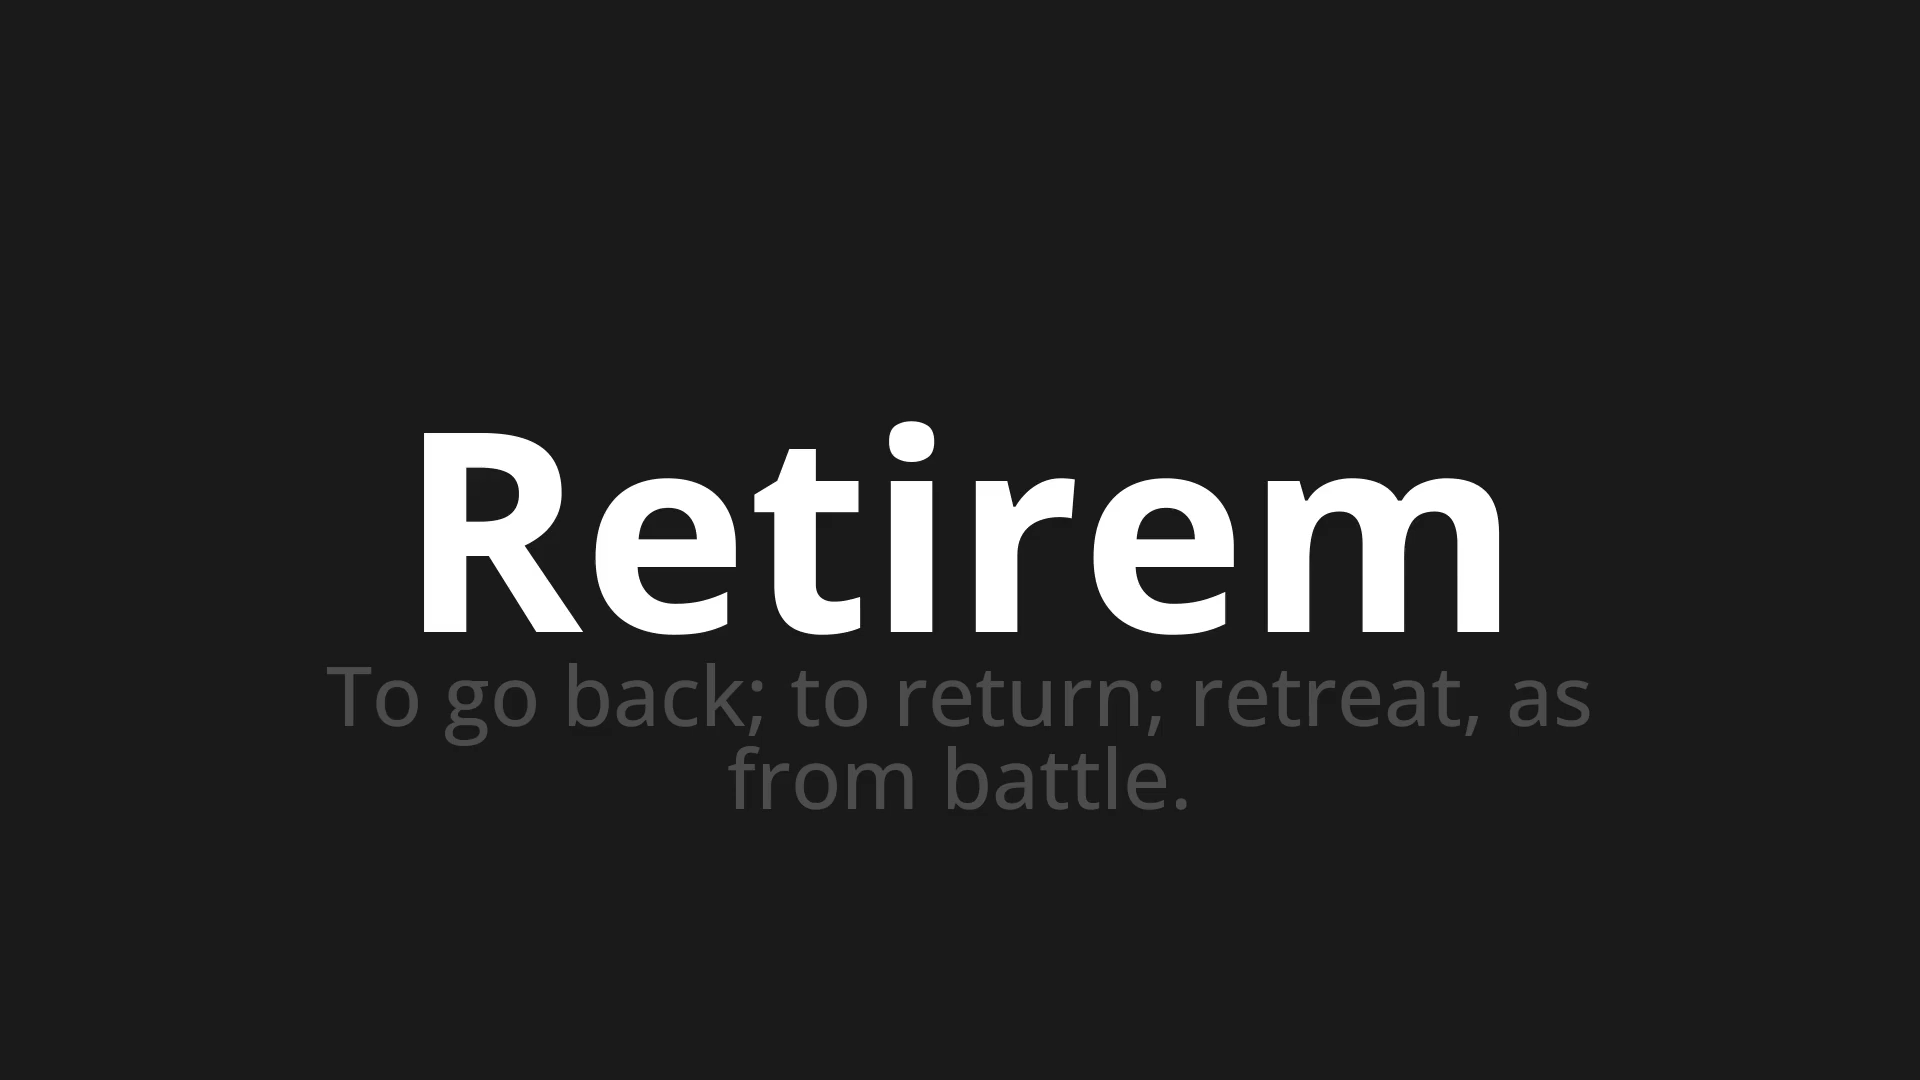 Retirem
To go back; to return; retreat, as
from battle.